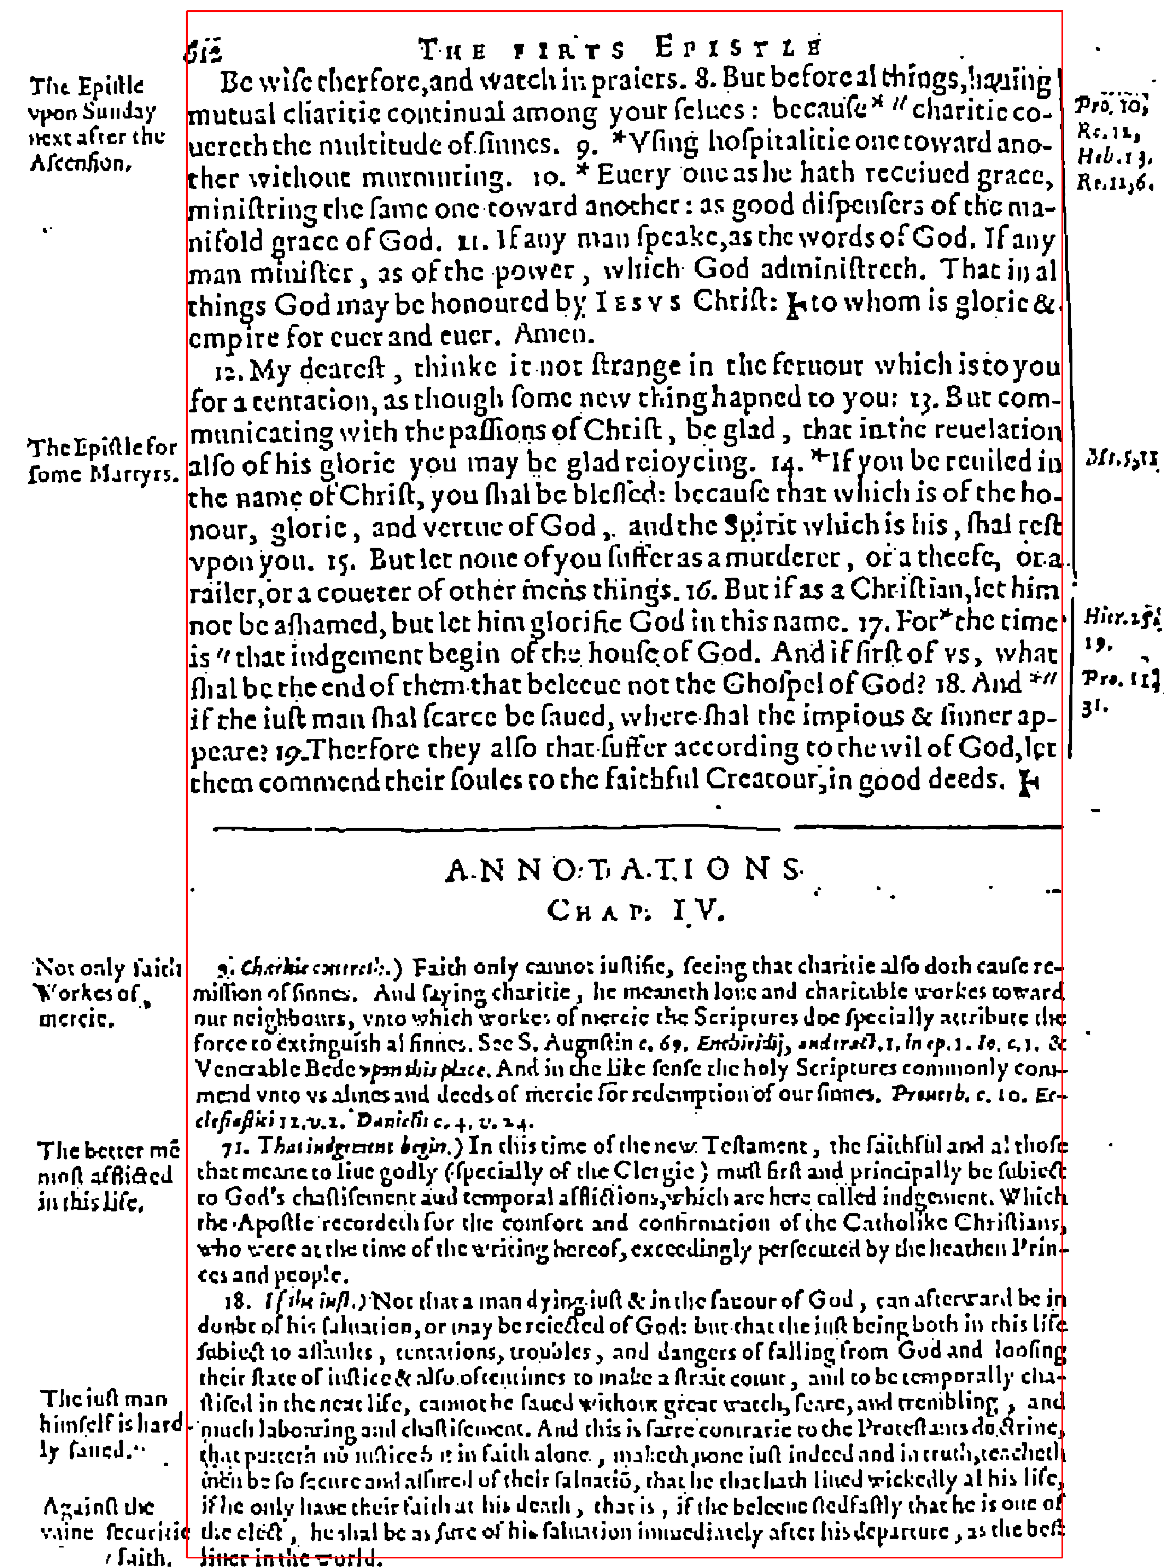 612 THE FIRTS EPISTLE
The Epistle
vpon Sunday
next after the
Ascension.
Be wise therfore, and watch in praiers. 8. But before al things, hauing
mutual charitie continual among your selues: because* " charitie co-
uereth the multitude of sinnes. 9. *Vsing hospitalitie one toward ano-
ther without murmuring. 10. * Euery one as he hath receiued grace,
ministring the same one toward another: as good dispensers of the ma-
nifold grace of God. 11. If any man speake, as the words of God. If any
man minister, as of the power, which God administreth. That in al
things God may be honoured by IESVS Christ: to whom is glorie &
empire for euer and euer. Amen.
Pro. 10,
Ro. 12,
Heb. 13.
Ro. 12, 6.
12. My dearest, thinke it not strange in the feruour which is to you
for a tentation, as though some new thing hapned to you: 13. But com-
municating with the passions of Christ, be glad, that in the reuelation
also of his glorie you may be glad reioycing. 14. *If you be reuiled in
the name of Christ, you shal be blessed: because that which is of the ho-
nour, glorie, and vertue of God, and the Spirit which is his, shal rest
vpon you. 15. But let none of you suffer as a murderer, or a theefe, or a
railer, or a coueter of other mens things. 16. But if as a Christian, let him
not be ashamed, but let him glorifie God in this name. 17. For* the time
is " that iudgement begin of the house of God. And if first of vs, what
shal be the end of them that beleeue not the Ghospel of God? 18. And *"
if the iust man shal scarce be saued, where shal the impious & sinner ap-
peare? 19. Therfore they also that suffer according to the wil of God, let
them commend their soules to the faithful Creatour, in good deeds.
The Epistle for
some Martyrs.
Mt. 5, 11
Hier. 25,
19.
Pro. 11,
31.
ANNOTATIONS
CHAP. IV.
Not only faith
Workes of
mercie.
Charitie couereth.) Faith only cannot iustifie, seeing that charitie also doth cause re-
mission of sinnes. And saying charitie, he meaneth loue and charitable workes toward
our neighbours, vnto which workes of mercie the Scriptures doe specially attribute the
force to extinguish al sinnes. See S. Augustin c. 69. Enchiridij, and tract. 1. in ep. 1. Io. c. 1. &
Venerable Bede vpon this place. And in the like sense the holy Scriptures commonly com-
mend vnto vs almes and deeds of mercie for redemption of our sinnes. Prouerb. c. 10. Ec-
clesiastici 12. v. 2. Danielis c. 4. v. 24.
The better mẽ
most afflicted
in this life.
71. That iudgement begin.) In this time of the new Testament, the faithful and al those
that meane to liue godly (specially of the Clergie) must first and principally be subiect
to God's chastisement and temporal afflictions, which are here called iudgement. Which
the Apostle recordeth for the comfort and confirmation of the Catholike Christians,
who were at the time of the writing hereof, exceedingly persecuted by the heathen Prin-
ces and people.
18. If the iust.) Not that a man dying iust & in the fauour of God, can afterward be in
doubt of his saluation, or may be reiected of God: but that the iust being both in this life
subiect to assaults, tentations, troubles, and dangers of falling from God and loosing
their state of iustice & also oftentimes to make a strait count, and to be temporally cha-
stised in the next life, cannot be saued without great watch, feare, and trembling, and
much labouring and chastisement. And this is farre contrarie to the Protestants doctrine,
that putteth no iustice but in faith alone, maketh none iust indeed and in truth, teacheth
men be so secure and assured of their saluatiõ, that he that hath liued wickedly al his life,
if he only haue their faith at his death, that is, if the beleeue stedfastly that he is one of
the elect, he shal be as sure of his saluation immediately after his departure, as the best
liuer in the world.
The iust man
himself is hard-
ly saued.
Against the
vaine securitie
faith.